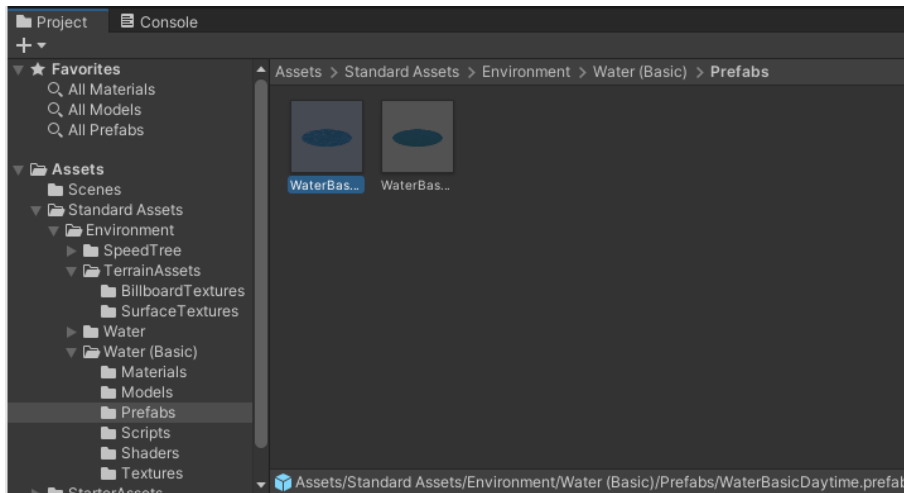 Project Console
Favorites
All Materials
All Models
All Prefabs
Assets
Scenes
Standard Assets
Environment
SpeedTree
TerrainAssets
BillboardTextures
SurfaceTextures
Water
Water (Basic)
Materials
Models
Prefabs
Scripts
Shaders
Textures
StarterAssets
Assets > Standard Assets > Environment > Water (Basic) > Prefabs
WaterBas... WaterBas...
Assets/Standard Assets/Environment/Water (Basic)/Prefabs/WaterBasicDaytime.prefab